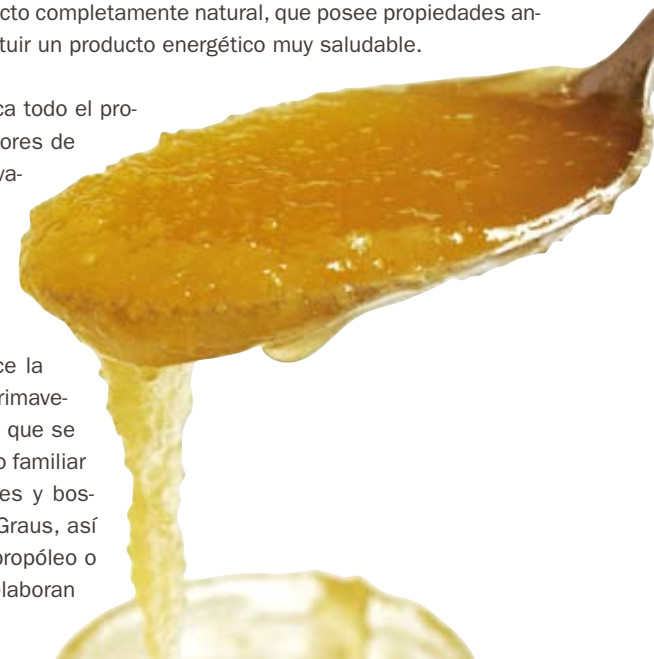 cto completamente natural, que posee propiedades an-
tuir un producto energético muy saludable.
ca todo el pro-
ores de
va-
ce la
rimave-
que se
o familiar
es y bos-
Graus, así
propóleo o
laboran